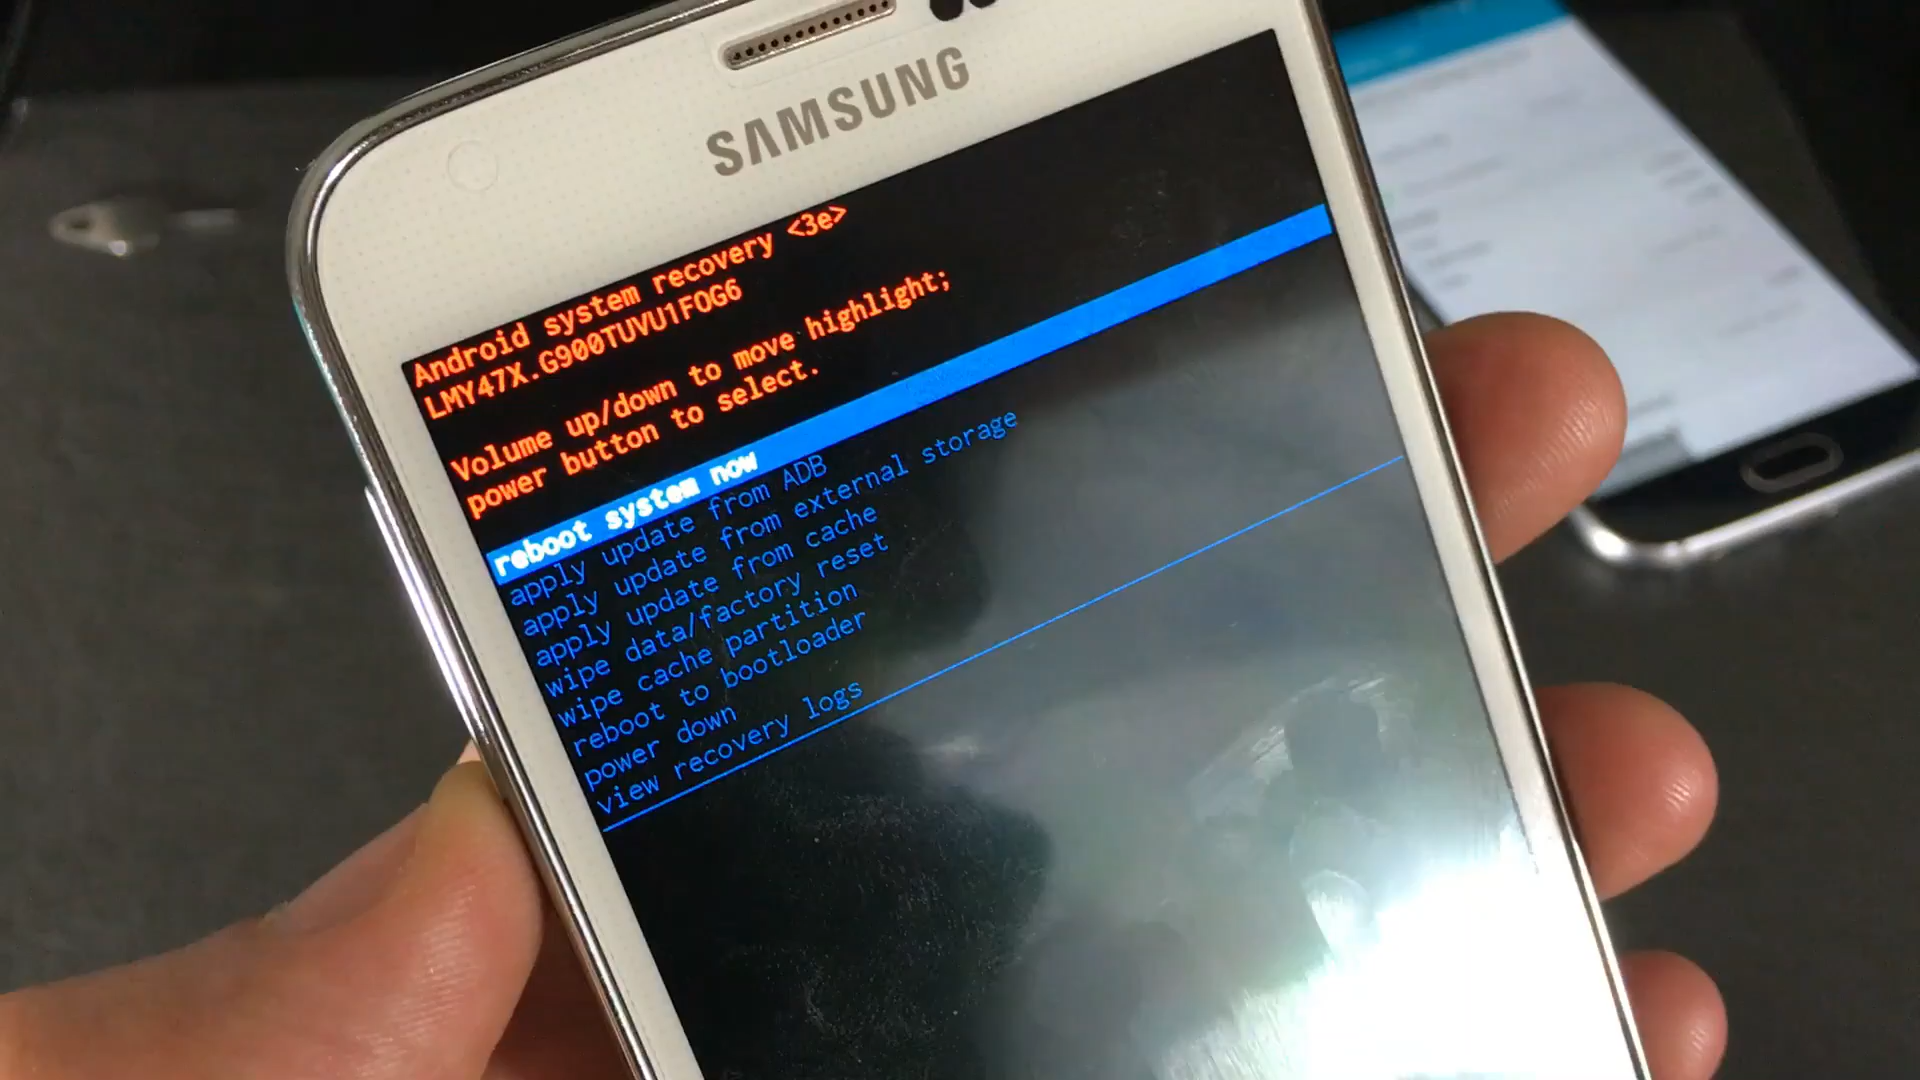 SAMSUNG
Android system recovery <3e>
LMY47X.G900TUVU1FOG6
Volume up/down to move highlight;
power button to select.
reboot system now
apply update from ADB
apply update from external storage
apply update from cache
wipe data/factory reset
wipe cache partition
reboot to bootloader
power down
view recovery logs